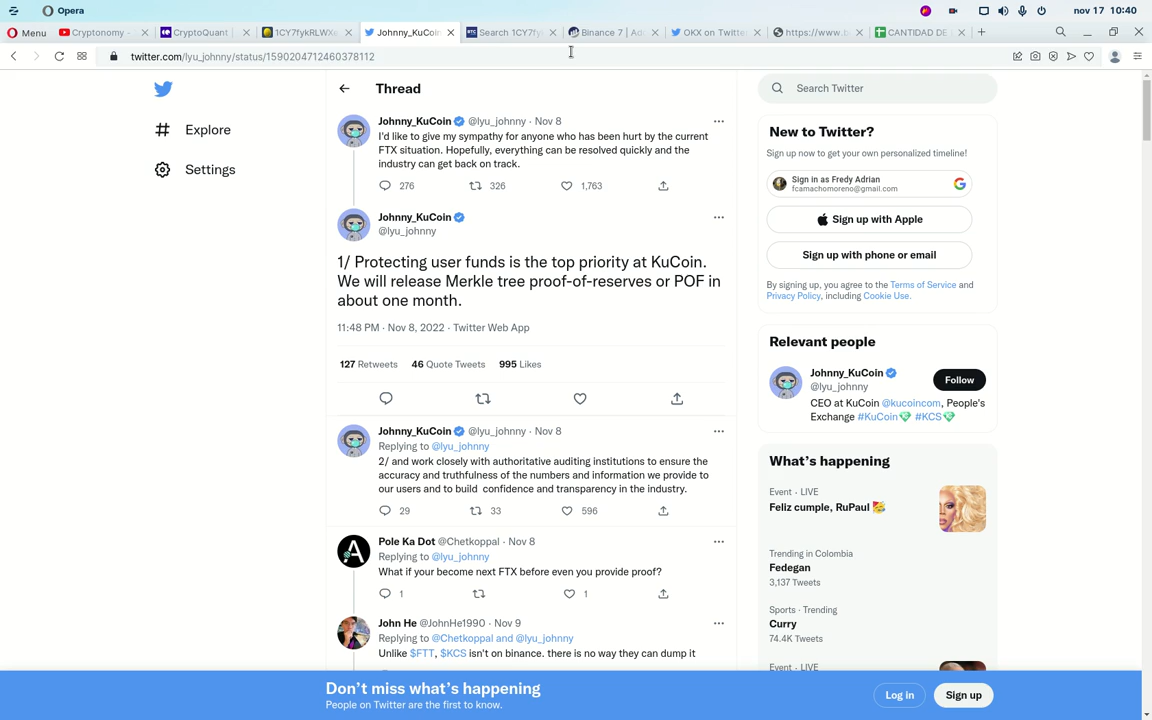 Opera
nov 17 10:40
Menu
Cryptonomy -
CryptoQuant
1CY7fykRLWXe
Johnny_KuCoin
Search 1CY7fy
Binance 7 | Ad
OKX on Twitter
https://www.b
CANTIDAD DE
twitter.com/lyu_johnny/status/1590204712460378112
Explore
Settings
Thread
Johnny_KuCoin @lyu_johnny · Nov 8
I'd like to give my sympathy for anyone who has been hurt by the current
FTX situation. Hopefully, everything can be resolved quickly and the
industry can get back on track.
276 326 1,763
Johnny_KuCoin
@lyu_johnny
1/ Protecting user funds is the top priority at KuCoin.
We will release Merkle tree proof-of-reserves or POF in
about one month.
11:48 PM · Nov 8, 2022 · Twitter Web App
127 Retweets 46 Quote Tweets 995 Likes
Johnny_KuCoin @lyu_johnny · Nov 8
Replying to @lyu_johnny
2/ and work closely with authoritative auditing institutions to ensure the
accuracy and truthfulness of the numbers and information we provide to
our users and to build confidence and transparency in the industry.
29 33 596
Pole Ka Dot @Chetkoppal · Nov 8
Replying to @lyu_johnny
What if your become next FTX before even you provide proof?
1 1
John He @JohnHe1990 · Nov 9
Replying to @Chetkoppal and @lyu_johnny
Unlike $FTT, $KCS isn't on binance. there is no way they can dump it
Search Twitter
New to Twitter?
Sign up now to get your own personalized timeline!
Sign in as Fredy Adrian
fcamachomoreno@gmail.com
Sign up with Apple
Sign up with phone or email
By signing up, you agree to the Terms of Service and
Privacy Policy, including Cookie Use.
Relevant people
Johnny_KuCoin
@lyu_johnny
Follow
CEO at KuCoin @kucoincom, People's
Exchange #KuCoin💎 #KCS💎
What's happening
Event · LIVE
Feliz cumple, RuPaul 🥳
Trending in Colombia
Fedegan
3,137 Tweets
Sports · Trending
Curry
74.4K Tweets
Event · LIVE
Don't miss what's happening
People on Twitter are the first to know.
Log in
Sign up